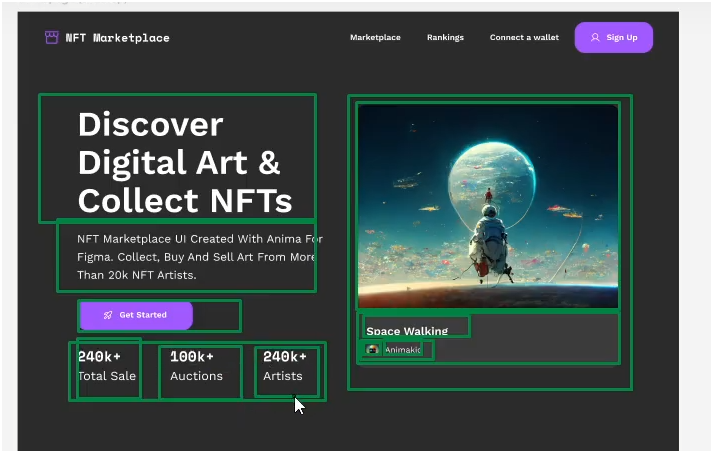 NFT Marketplace
Marketplace
Rankings
Connect a wallet
Sign Up
Discover
Digital Art &
Collect NFTs
NFT Marketplace UI Created With Anima For
Figma. Collect, Buy And Sell Art From More
Than 20k NFT Artists.
Get Started
240k+
Total Sale
100k+
Auctions
240k+
Artists
Space Walking